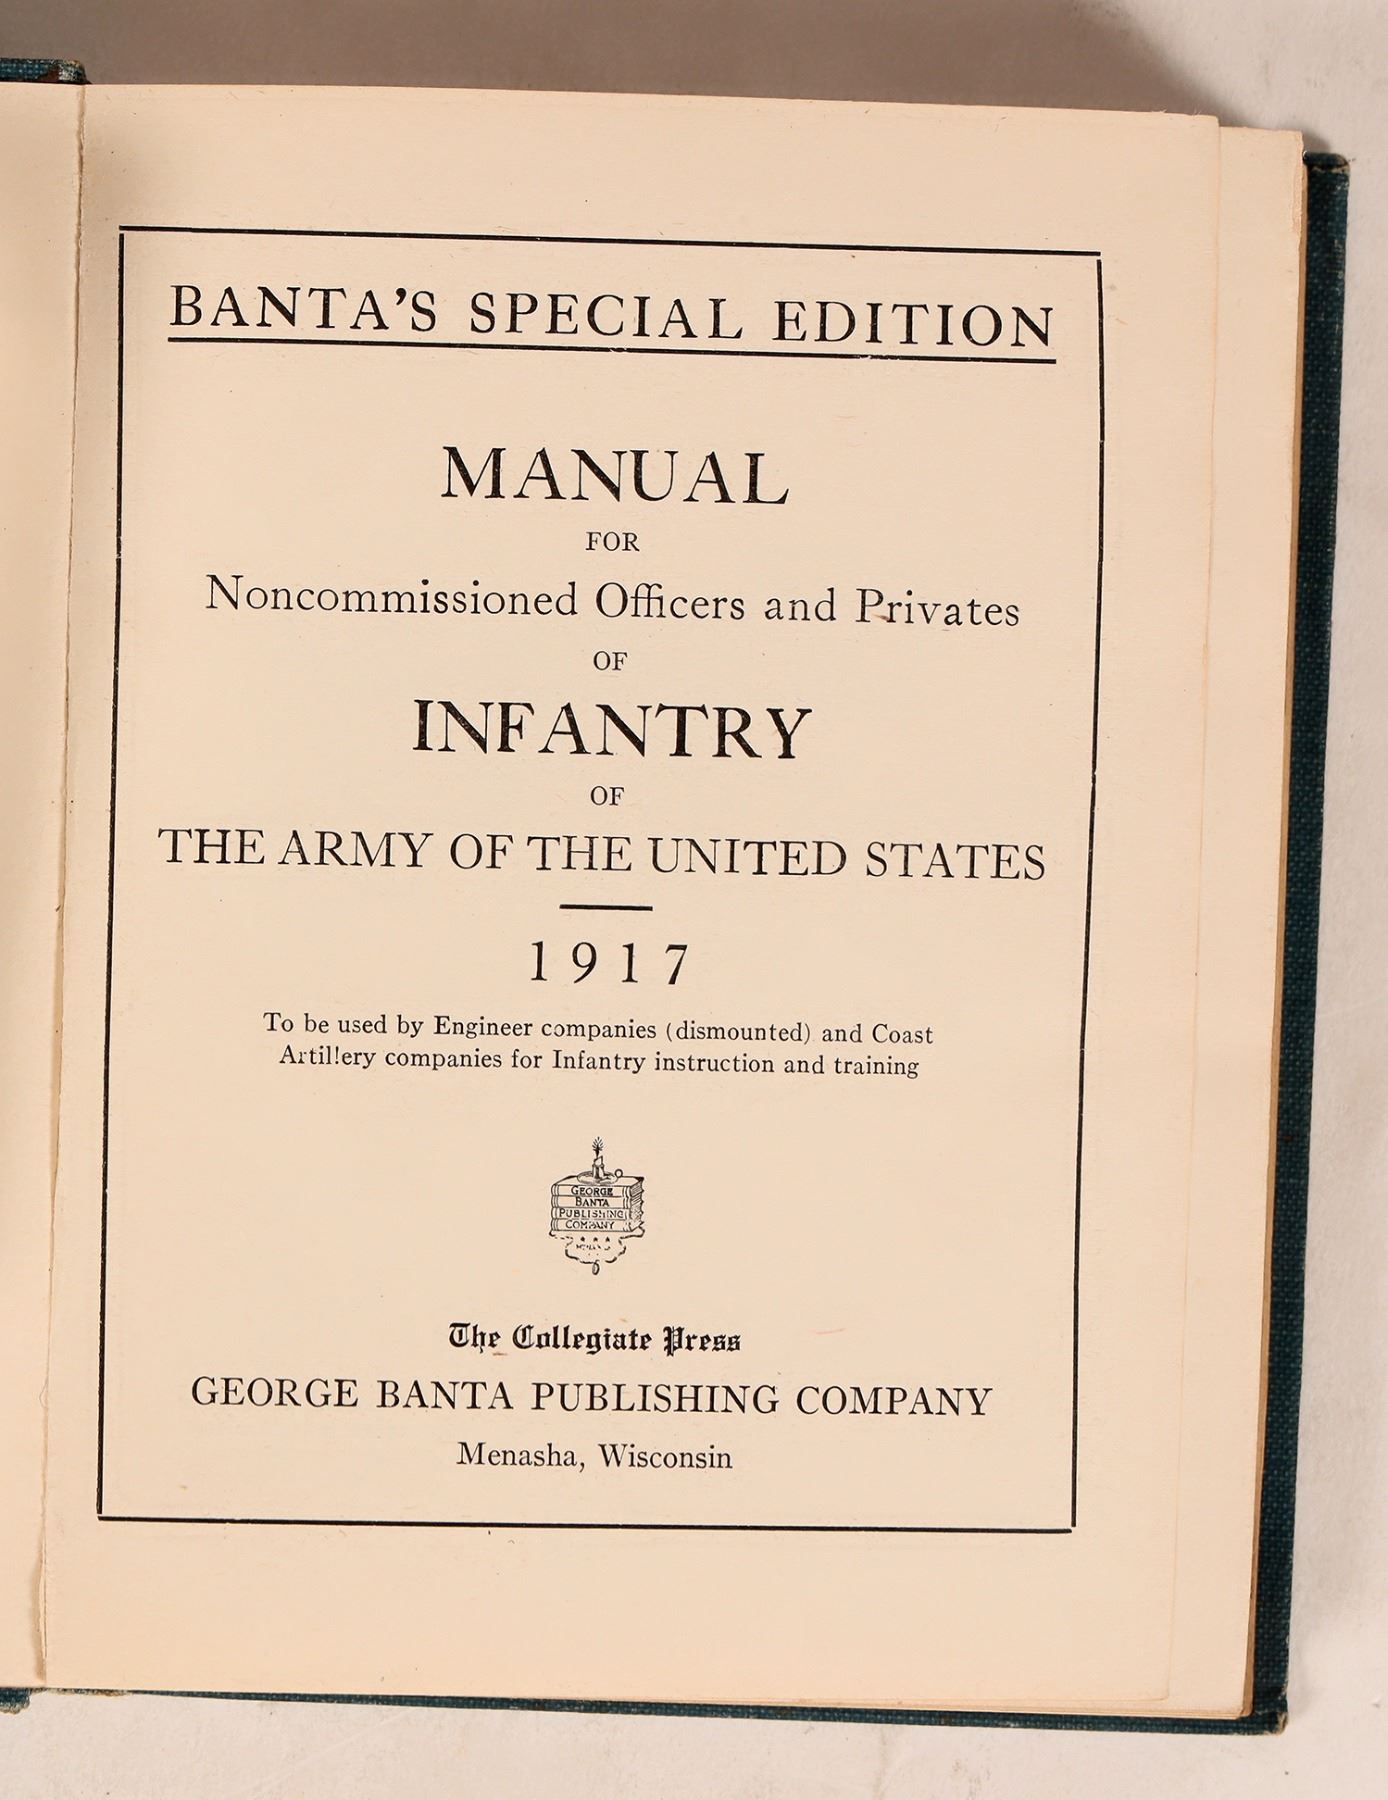 BANTA'S SPECIAL EDITION
MANUAL
FOR
Noncommissioned Officers and Privates
OF
INFANTRY
OF
THE ARMY OF THE UNITED STATES
1917
To be used by Engineer companies (dismounted) and Coast
Artillery companies for Infantry instruction and training
GEORGE
BANTA
PUBLISHING
COMPANY
The Collegiate Press
GEORGE BANTA PUBLISHING COMPANY
Menasha, Wisconsin